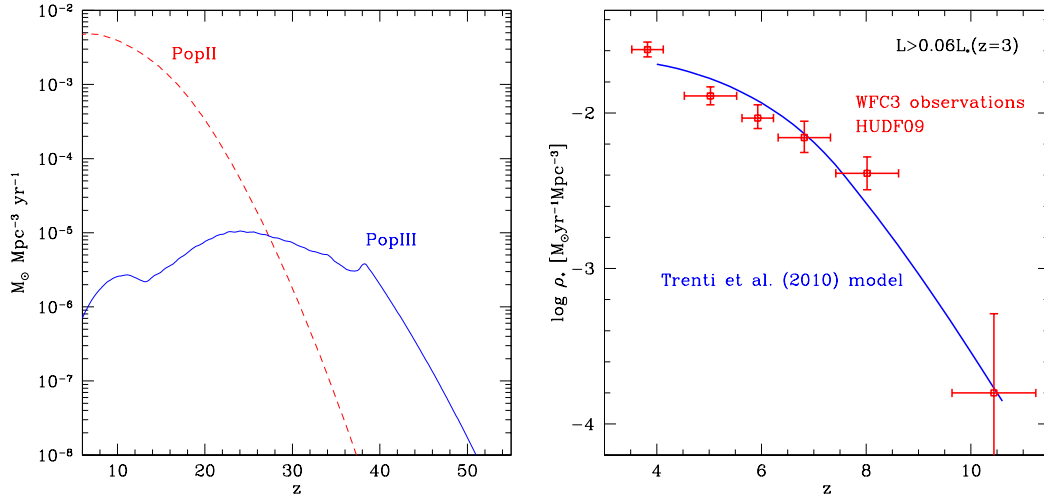 10⁻²
10⁻³
10⁻⁴
10⁻⁵
10⁻⁶
10⁻⁷
10⁻⁸
M⊙ Mpc⁻³ yr⁻¹
PopII
PopIII
10
20
30
40
50
z
-2
-3
-4
log ρ* [M⊙yr⁻¹Mpc⁻³]
L>0.06L*(z=3)
WFC3 observations
HUDF09
Trenti et al. (2010) model
4
6
8
10
z